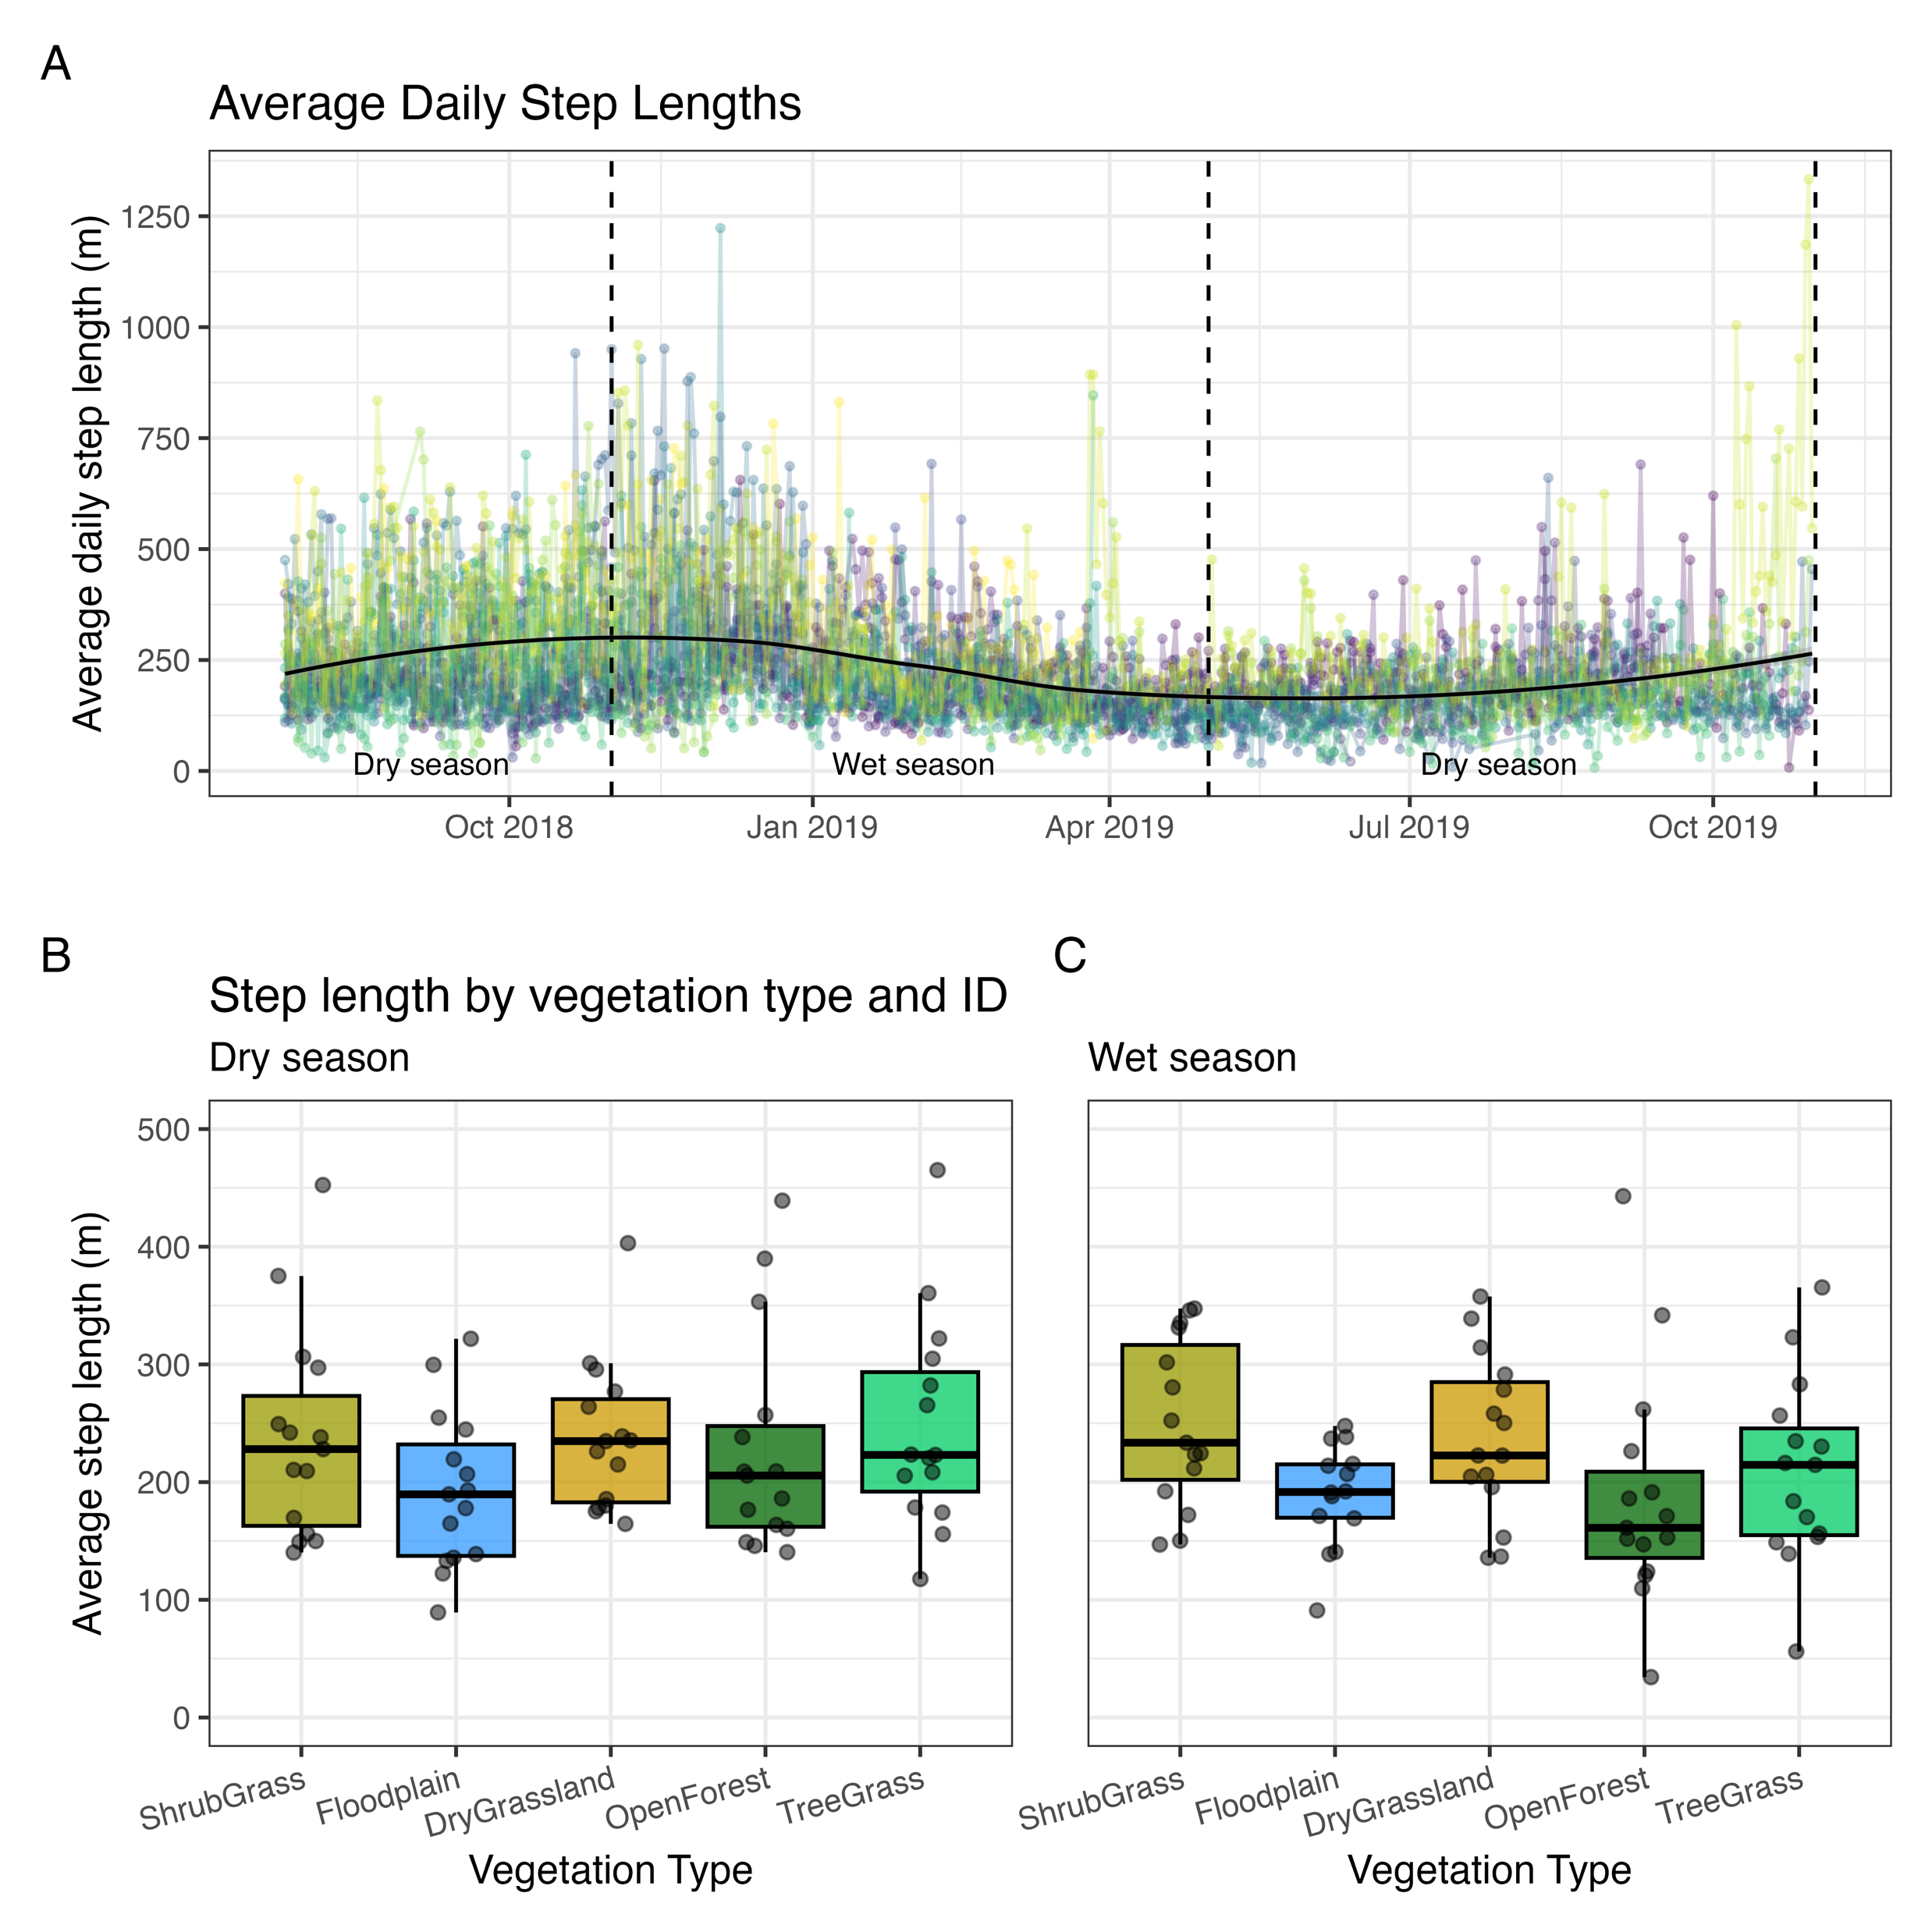 A
Average Daily Step Lengths
Average daily step length (m)
1250
1000
750
500
250
0
Dry season
Wet season
Dry season
Oct 2018
Jan 2019
Apr 2019
Jul 2019
Oct 2019
B
C
Step length by vegetation type and ID
Dry season
Wet season
Average step length (m)
500
400
300
200
100
0
ShrubGrass
Floodplain
DryGrassland
OpenForest
TreeGrass
ShrubGrass
Floodplain
DryGrassland
OpenForest
TreeGrass
Vegetation Type
Vegetation Type